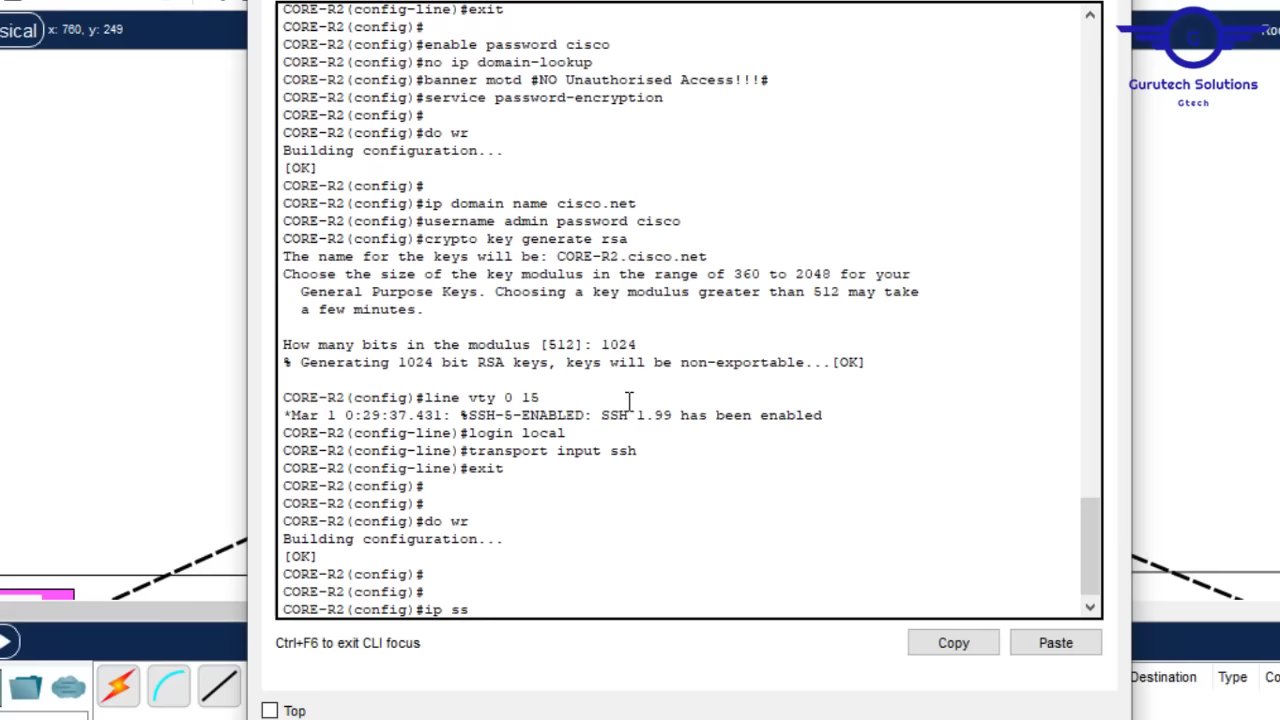 sical
x: 760, y: 249
CORE-R2(config-line)#exit
CORE-R2(config)#
CORE-R2(config)#enable password cisco
CORE-R2(config)#no ip domain-lookup
CORE-R2(config)#banner motd #NO Unauthorised Access!!!#
CORE-R2(config)#service password-encryption
CORE-R2(config)#
CORE-R2(config)#do wr
Building configuration...
[OK]
CORE-R2(config)#
CORE-R2(config)#ip domain name cisco.net
CORE-R2(config)#username admin password cisco
CORE-R2(config)#crypto key generate rsa
The name for the keys will be: CORE-R2.cisco.net
Choose the size of the key modulus in the range of 360 to 2048 for your
General Purpose Keys. Choosing a key modulus greater than 512 may take
a few minutes.
How many bits in the modulus [512]: 1024
% Generating 1024 bit RSA keys, keys will be non-exportable...[OK]
CORE-R2(config)#line vty 0 15
*Mar 1 0:29:37.431: %SSH-5-ENABLED: SSH 1.99 has been enabled
CORE-R2(config-line)#login local
CORE-R2(config-line)#transport input ssh
CORE-R2(config-line)#exit
CORE-R2(config)#
CORE-R2(config)#
CORE-R2(config)#do wr
Building configuration...
[OK]
CORE-R2(config)#
CORE-R2(config)#
CORE-R2(config)#ip ss
Ctrl+F6 to exit CLI focus
Copy
Paste
Top
G
Roo
Gurutech Solutions
Gtech
Destination
Type
Co